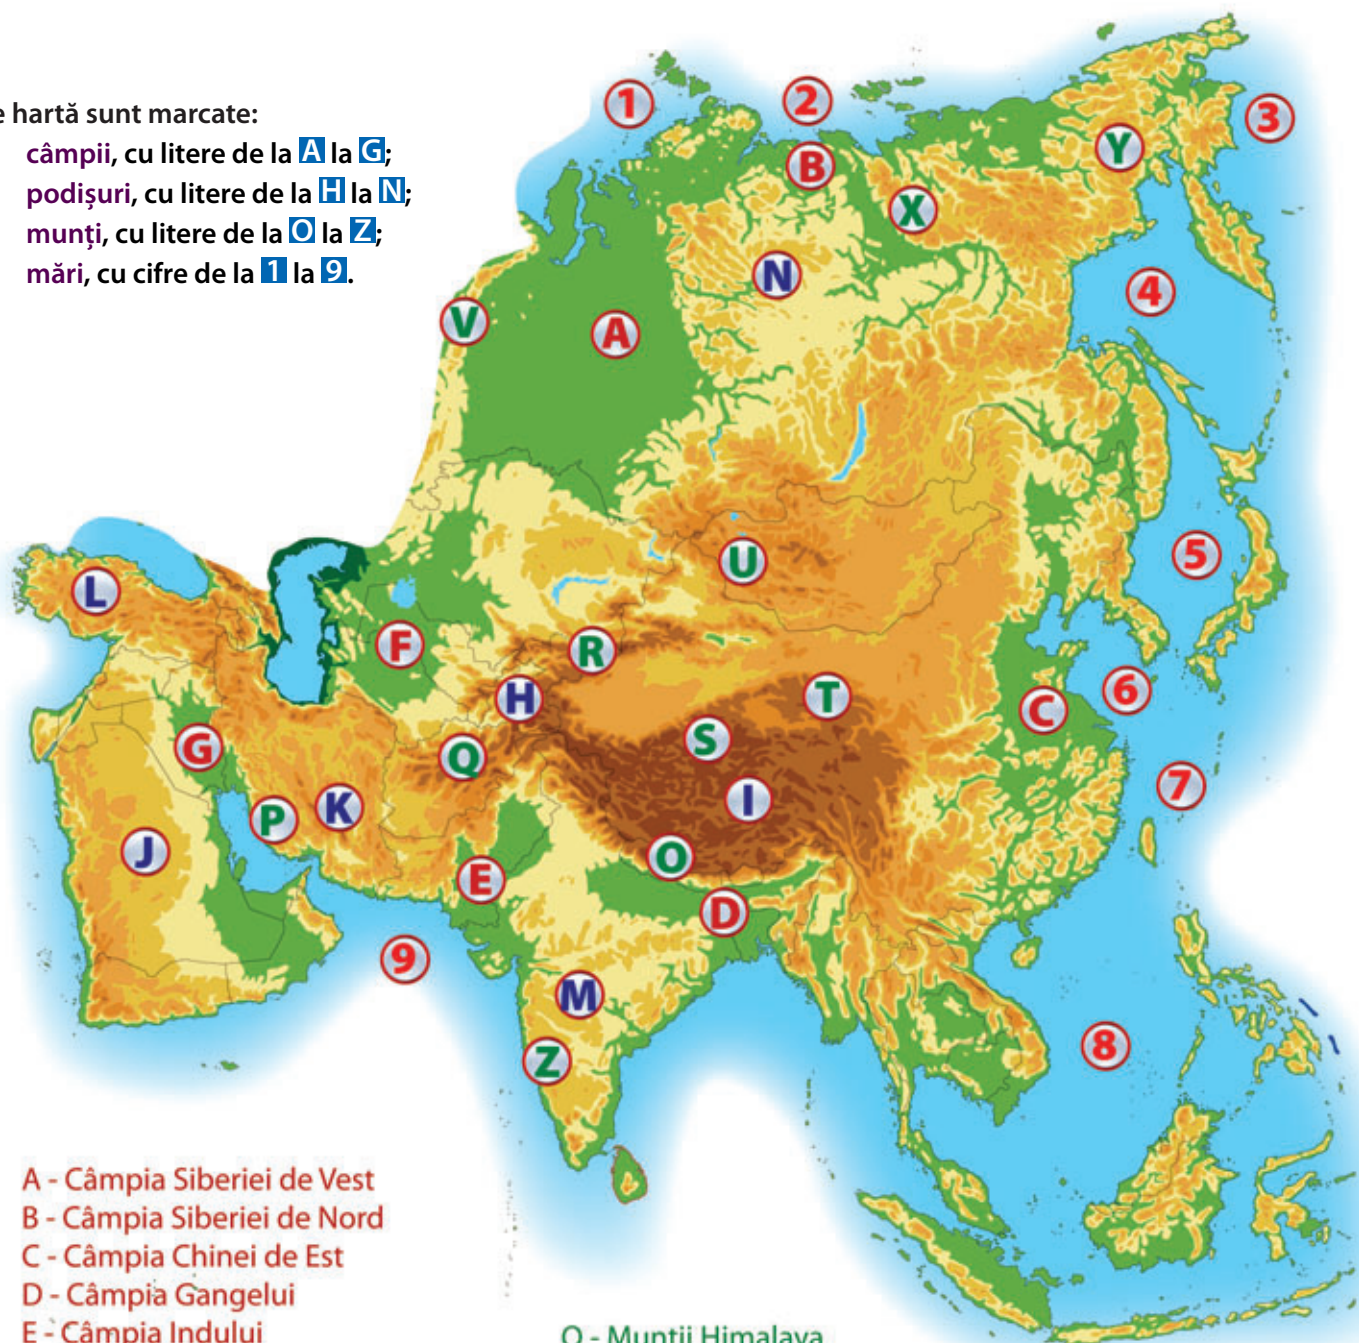 e hartă sunt marcate:
câmpii, cu litere de la A la G;
podișuri, cu litere de la H la N;
munți, cu litere de la O la Z;
mări, cu cifre de la 1 la 9.
1
2
3
B
Y
X
N
4
V
A
U
5
L
F
R
H
T
C
6
G
Q
S
P
K
I
7
J
O
E
D
9
M
8
Z
A - Câmpia Siberiei de Vest
B - Câmpia Siberiei de Nord
C - Câmpia Chinei de Est
D - Câmpia Gangelui
E - Câmpia Indului
O - Munții Himalaya